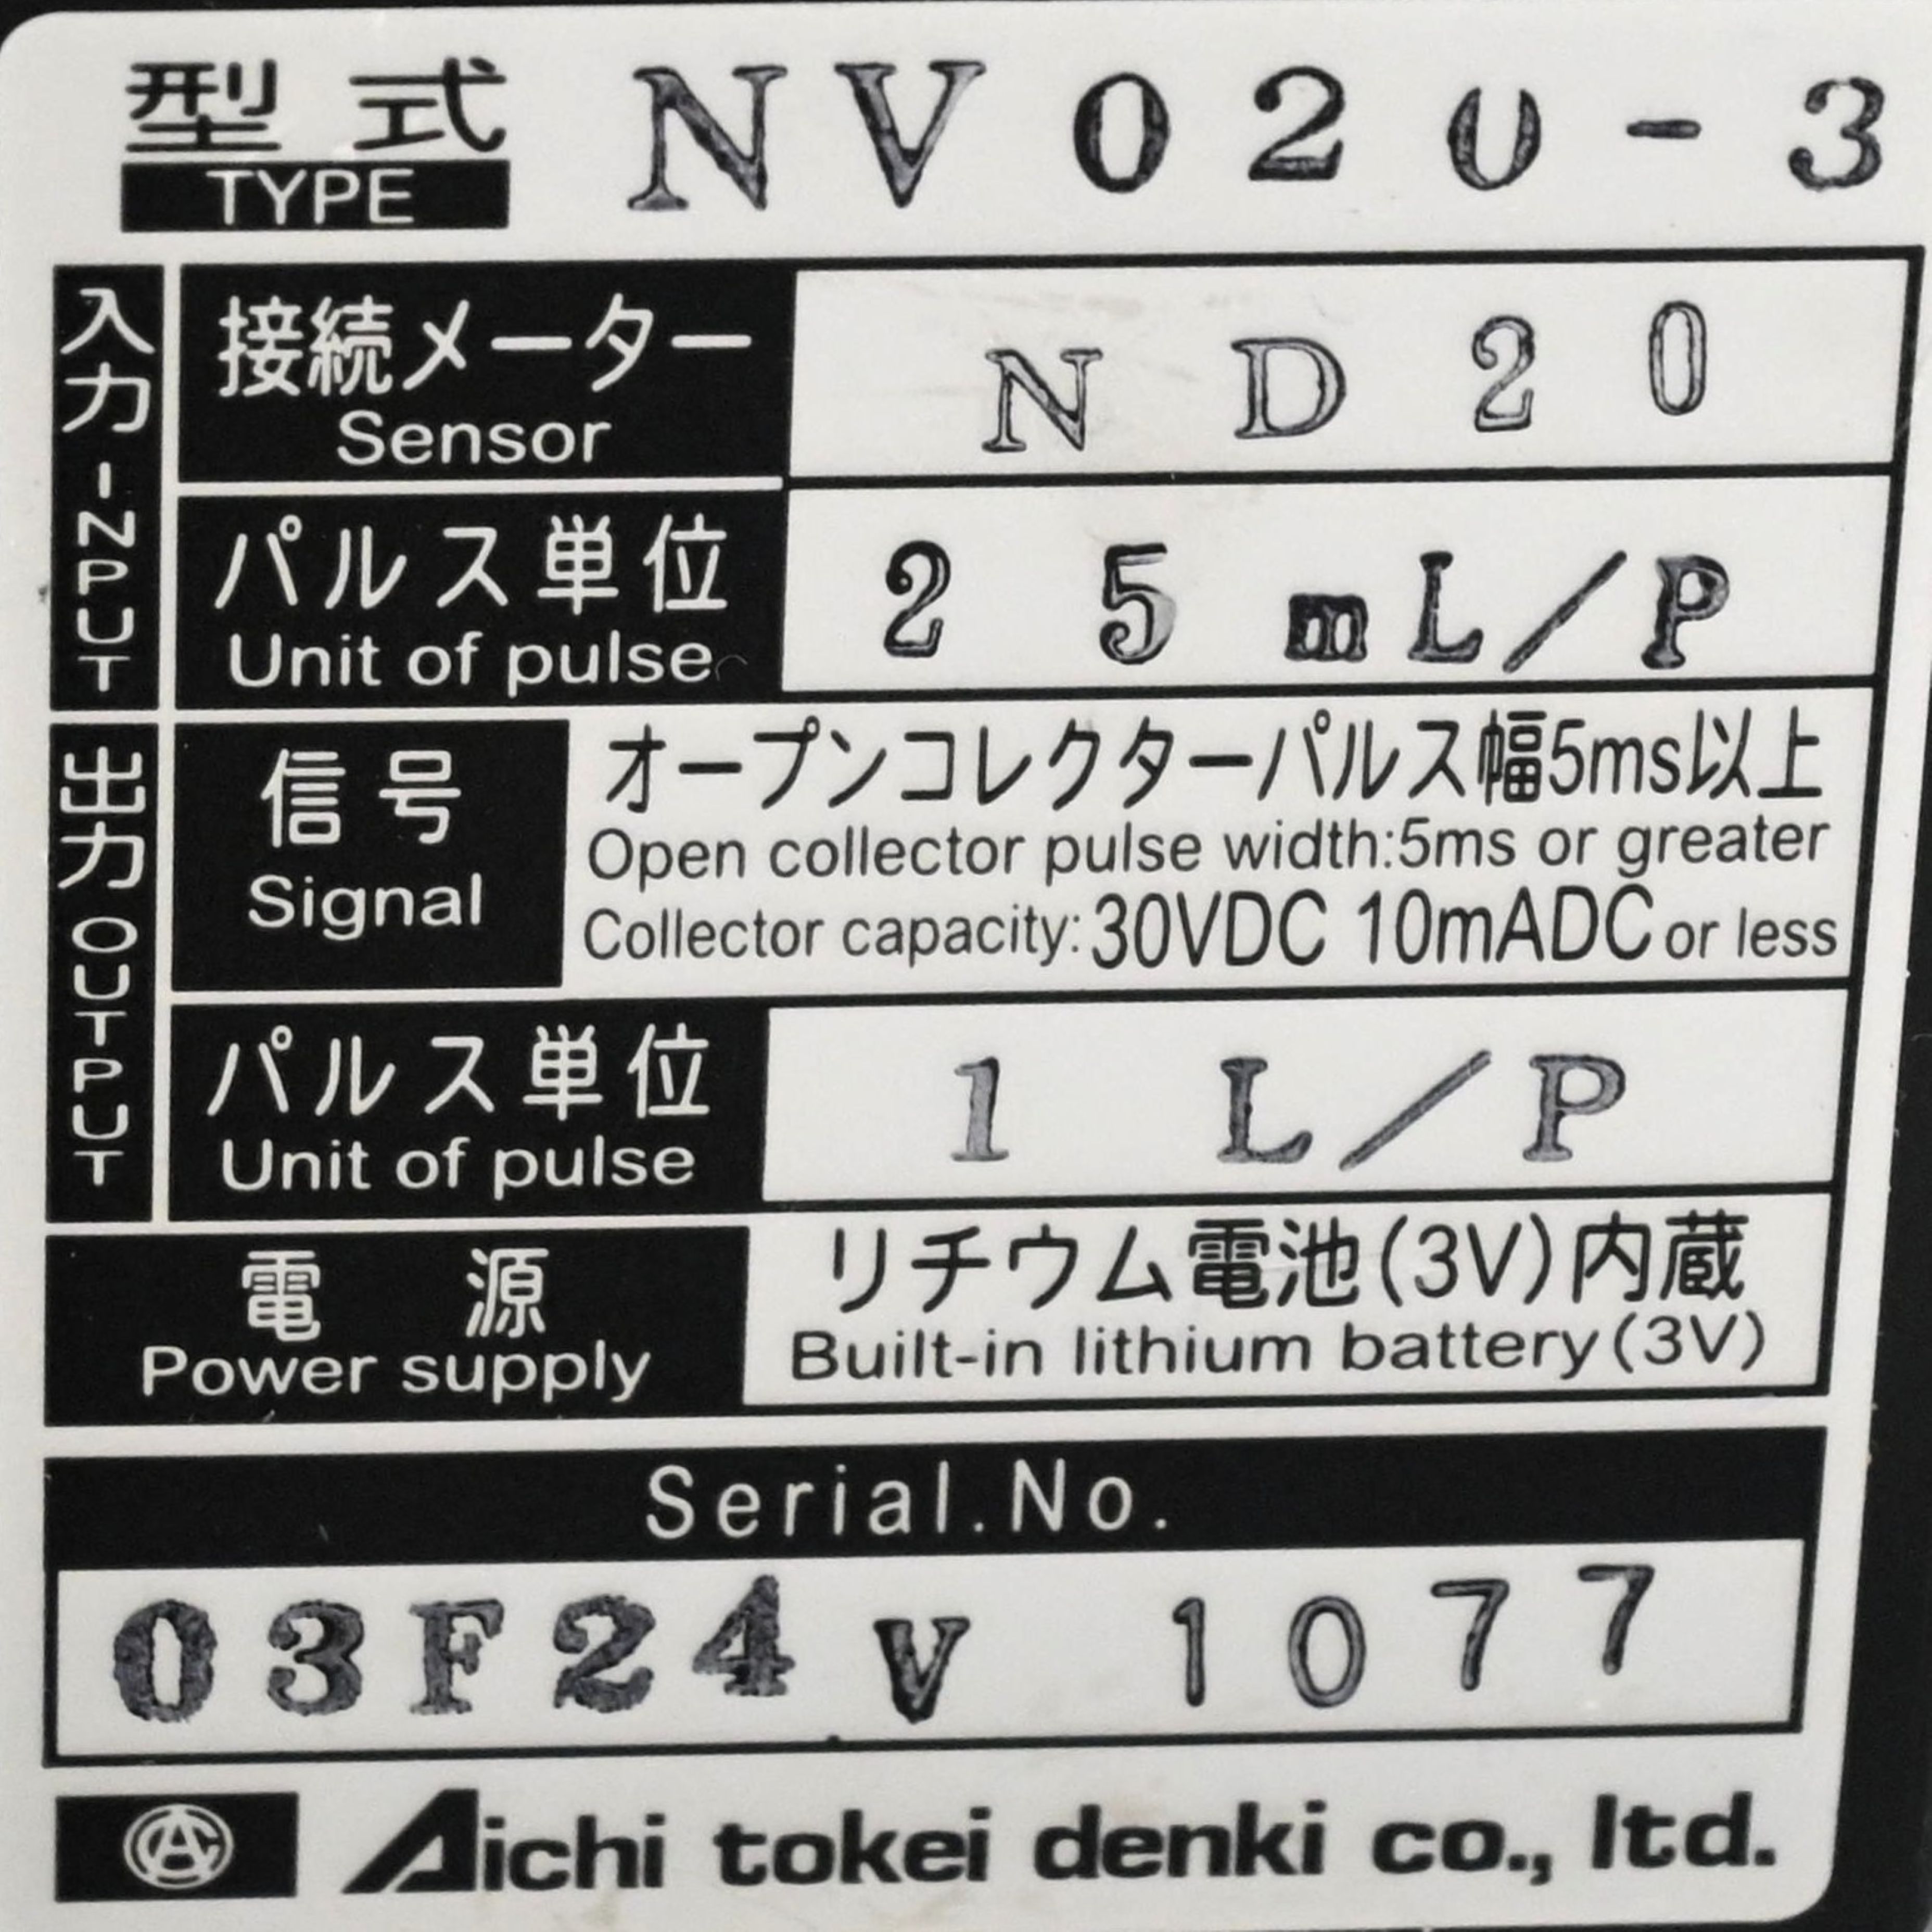 型式 NV020-3
TYPE
入力 INPUT
接続メーター ND20
Sensor
パルス単位 25mL/P
Unit of pulse
出力 OUTPUT
信号 オープンコレクターパルス幅5ms以上
Signal Open collector pulse width:5ms or greater
Collector capacity:30VDC 10mADC or less
パルス単位 1 L/P
Unit of pulse
電源 リチウム電池(3V)内蔵
Power supply Built-in lithium battery(3V)
Serial.No.
03F24V 1077
Aichi tokei denki co., ltd.